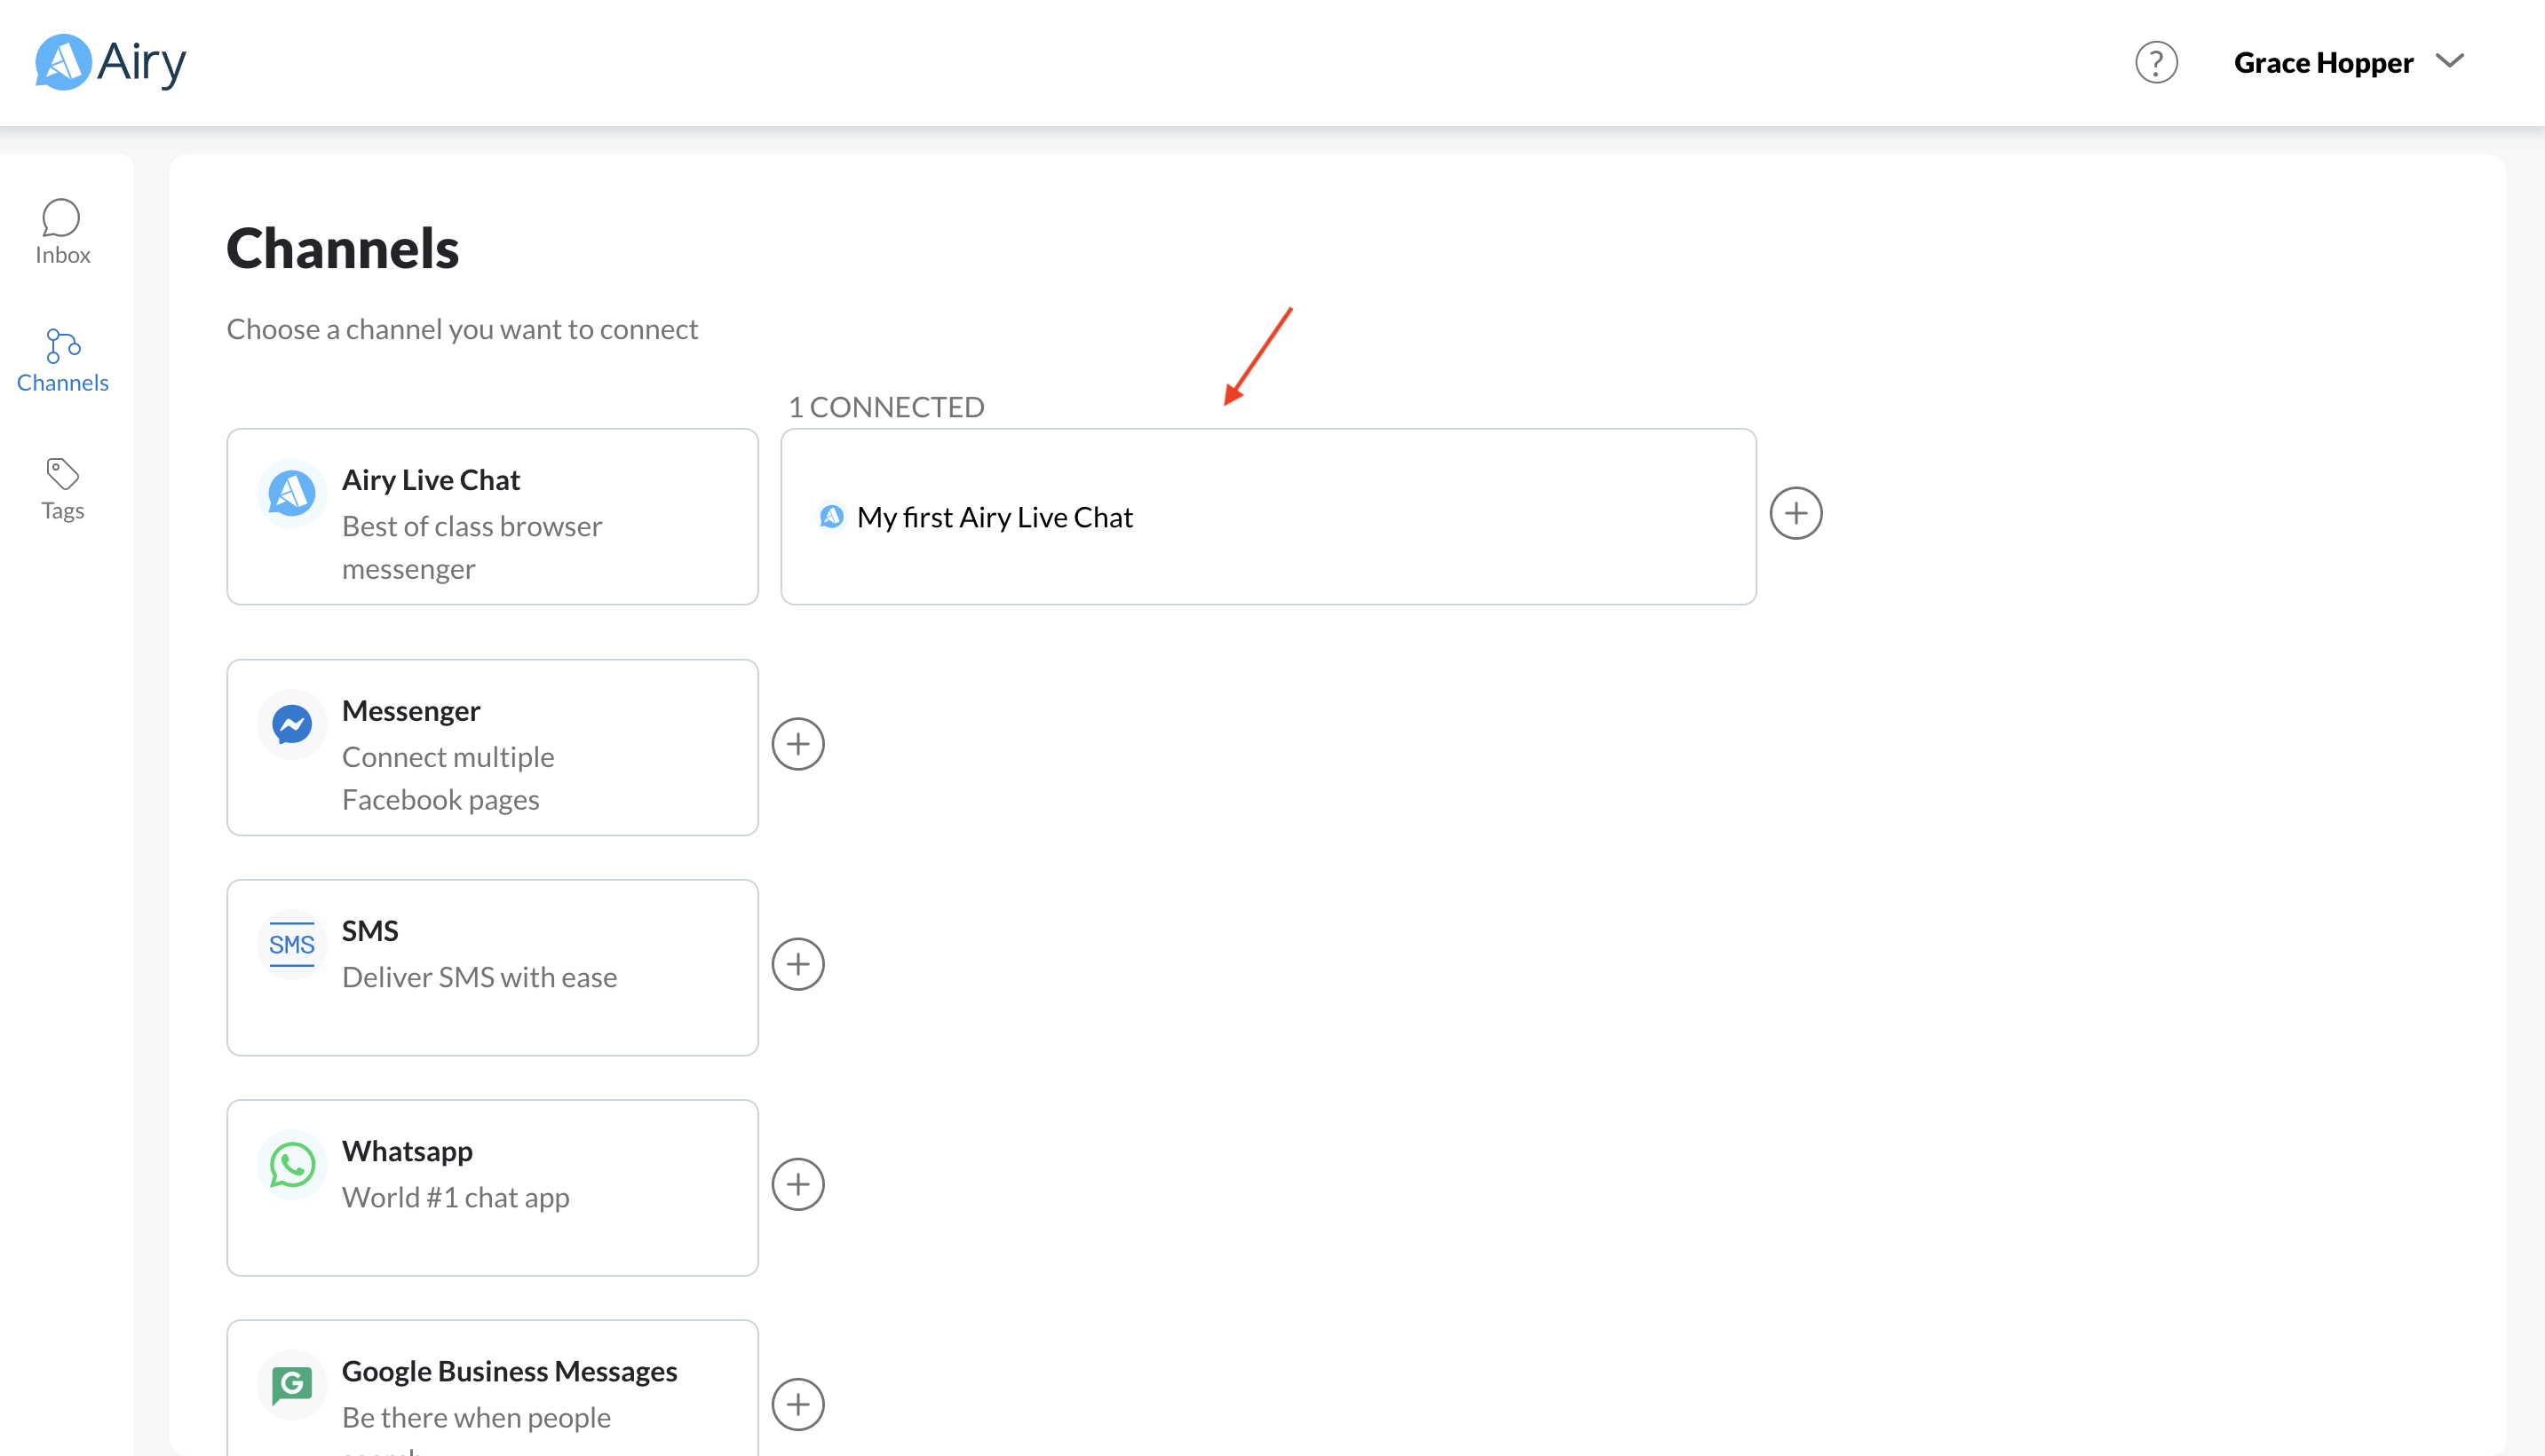 Airy
?
Grace Hopper
Inbox
Channels
Tags
Channels
Choose a channel you want to connect
1 CONNECTED
Airy Live Chat
Best of class browser
messenger
My first Airy Live Chat
Messenger
Connect multiple
Facebook pages
SMS
SMS
Deliver SMS with ease
Whatsapp
World #1 chat app
G
Google Business Messages
Be there when people